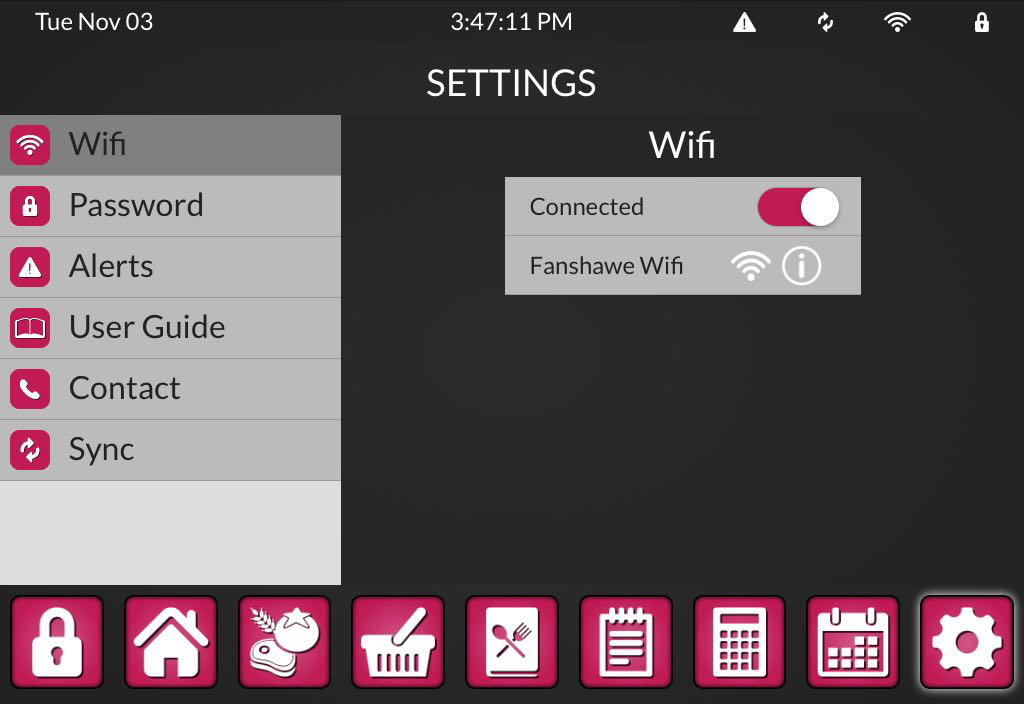 Tue Nov 03
3:47:11 PM
SETTINGS
Wifi
Password
Alerts
User Guide
Contact
Sync
Wifi
Connected
Fanshawe Wifi